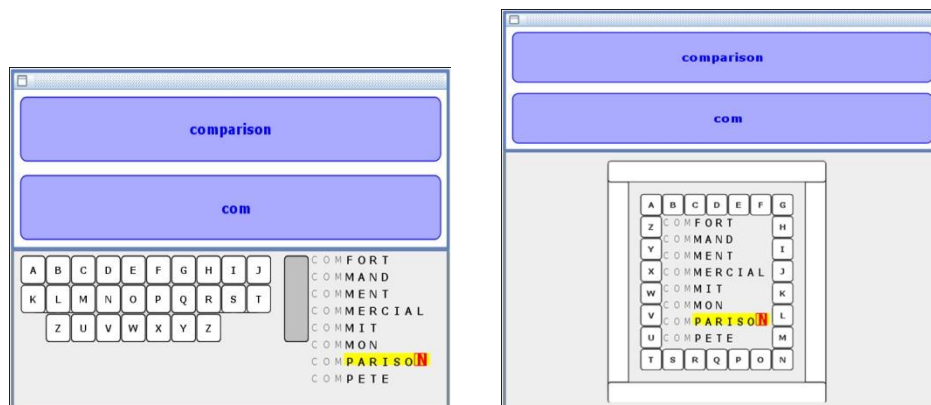 comparison
com
A B C D E F G H I J
K L M N O P Q R S T
Z U V W X Y Z
COMFORT
COMMAND
COMMENT
COMMERCIAL
COMMIT
COMMON
COMPARISON
COMPETE
comparison
com
A B C D E F G
H
I
J
K
L
M
T S R Q P O N
U
V
W
X
Y
Z
COMFORT
COMMAND
COMMENT
COMMERCIAL
COMMIT
COMMON
COMPARISON
COMPETE